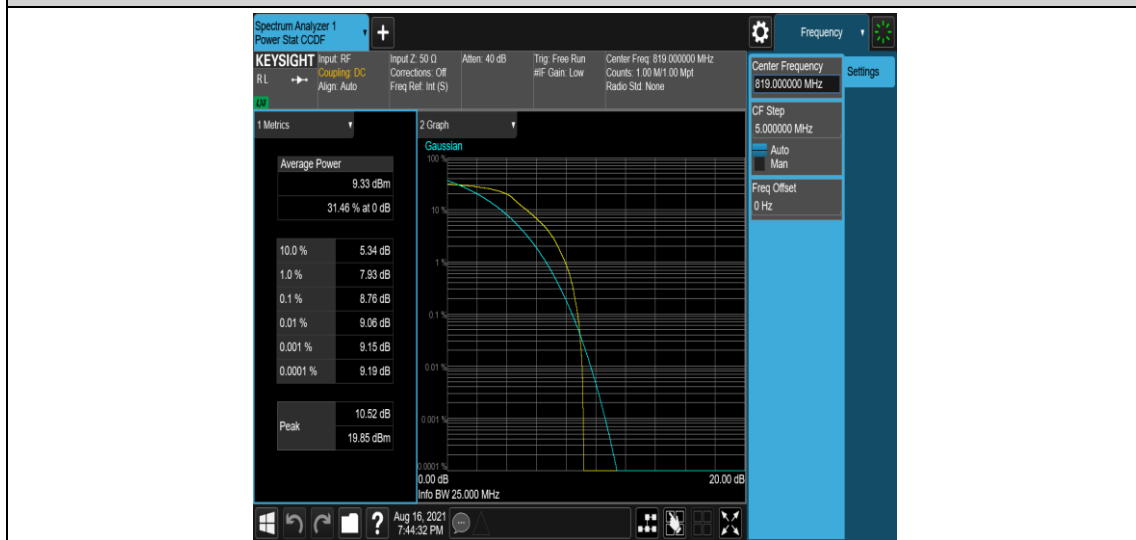 Spectrum Analyzer 1
Power Stat CCDF
Frequency
KEYSIGHT
RL
LXI
Input: RF
Coupling: DC
Align: Auto
Input Z: 50 Ω
Corrections: Off
Freq Ref: Int (S)
Atten: 40 dB
Trig: Free Run
#IF Gain: Low
Center Freq: 819.000000 MHz
Counts: 1.00 M/1.00 Mpt
Radio Std: None
Center Frequency
819.000000 MHz
Settings
CF Step
5.000000 MHz
Auto
Man
Freq Offset
0 Hz
1 Metrics
Average Power
9.33 dBm
31.46 % at 0 dB
10.0 % 5.34 dB
1.0 % 7.93 dB
0.1 % 8.76 dB
0.01 % 9.06 dB
0.001 % 9.15 dB
0.0001 % 9.19 dB
Peak
10.52 dB
19.85 dBm
2 Graph
Gaussian
100 %
10 %
1 %
0.1 %
0.01 %
0.001 %
0.0001 %
0.00 dB 20.00 dB
Info BW 25.000 MHz
Aug 16, 2021
7:44:32 PM